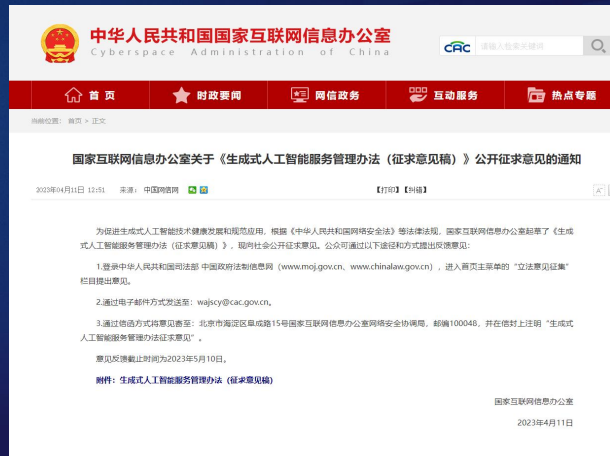 中华人民共和国国家互联网信息办公室
Cyberspace Administration of China
CAC
请输入检索关键词
首 页
时政要闻
网信政务
互动服务
热点专题
当前位置： 首页 > 正文
国家互联网信息办公室关于《生成式人工智能服务管理办法（征求意见稿）》公开征求意见的通知
2023年04月11日 12:51 来源： 中国网信网
【打印】【纠错】
为促进生成式人工智能技术健康发展和规范应用，根据《中华人民共和国网络安全法》等法律法规，国家互联网信息办公室起草了《生成
式人工智能服务管理办法（征求意见稿）》，现向社会公开征求意见。公众可通过以下途径和方式提出反馈意见：
1.登录中华人民共和国司法部 中国政府法制信息网（www.moj.gov.cn、www.chinalaw.gov.cn），进入首页主菜单的“立法意见征集”
栏目提出意见。
2.通过电子邮件方式发送至：wajscy@cac.gov.cn。
3.通过信函方式将意见寄至：北京市海淀区阜成路15号国家互联网信息办公室网络安全协调局，邮编100048，并在信封上注明“生成式
人工智能服务管理办法征求意见”。
意见反馈截止时间为2023年5月10日。
附件：生成式人工智能服务管理办法（征求意见稿）
国家互联网信息办公室
2023年4月11日